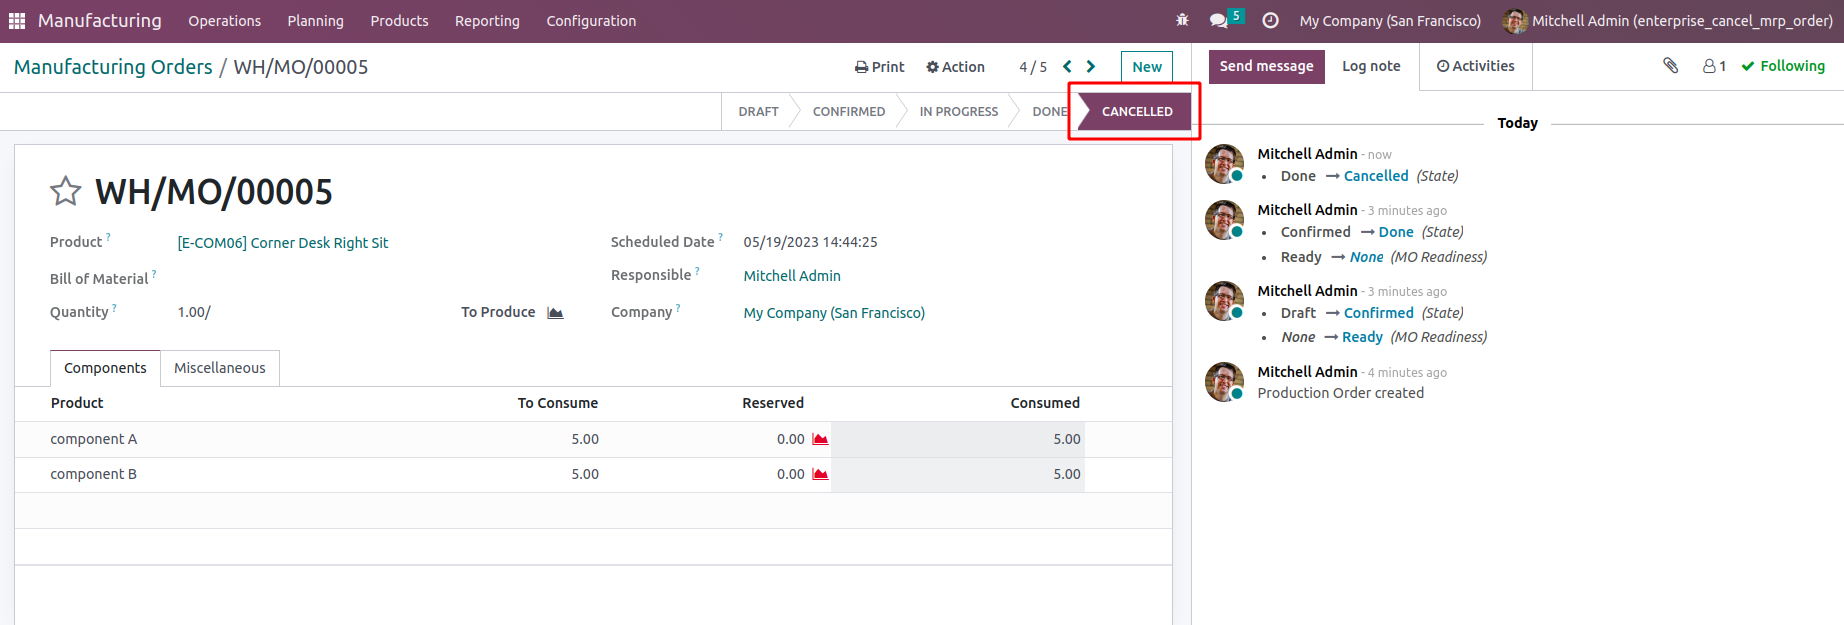 Manufacturing Operations Planning Products Reporting Configuration 5 My Company (San Francisco) Mitchell Admin (enterprise_cancel_mrp_order)
Manufacturing Orders / WH/MO/00005 Print Action 4 / 5 New
Send message Log note Activities 1 Following
DRAFT CONFIRMED IN PROGRESS DONE CANCELLED
WH/MO/00005
Product ? [E-COM06] Corner Desk Right Sit
Bill of Material ?
Quantity ? 1.00/ To Produce
Scheduled Date ? 05/19/2023 14:44:25
Responsible ? Mitchell Admin
Company ? My Company (San Francisco)
Components Miscellaneous
Product To Consume Reserved Consumed
component A 5.00 0.00 5.00
component B 5.00 0.00 5.00
Today
Mitchell Admin - now
• Done → Cancelled (State)
Mitchell Admin - 3 minutes ago
• Confirmed → Done (State)
• Ready → None (MO Readiness)
Mitchell Admin - 3 minutes ago
• Draft → Confirmed (State)
• None → Ready (MO Readiness)
Mitchell Admin - 4 minutes ago
Production Order created